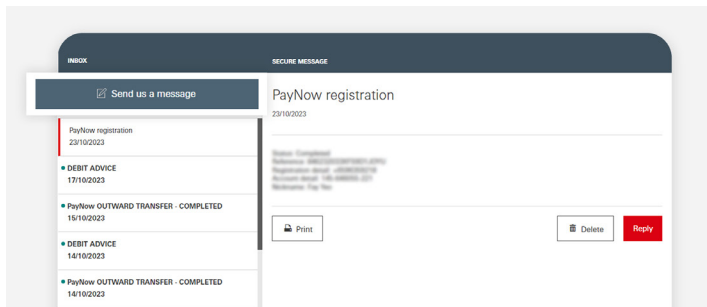 INBOX
SECURE MESSAGE
Send us a message
PayNow registration
23/10/2023
DEBIT ADVICE
17/10/2023
PayNow OUTWARD TRANSFER - COMPLETED
15/10/2023
DEBIT ADVICE
14/10/2023
PayNow OUTWARD TRANSFER - COMPLETED
14/10/2023
PayNow registration
23/10/2023
Print
Delete
Reply